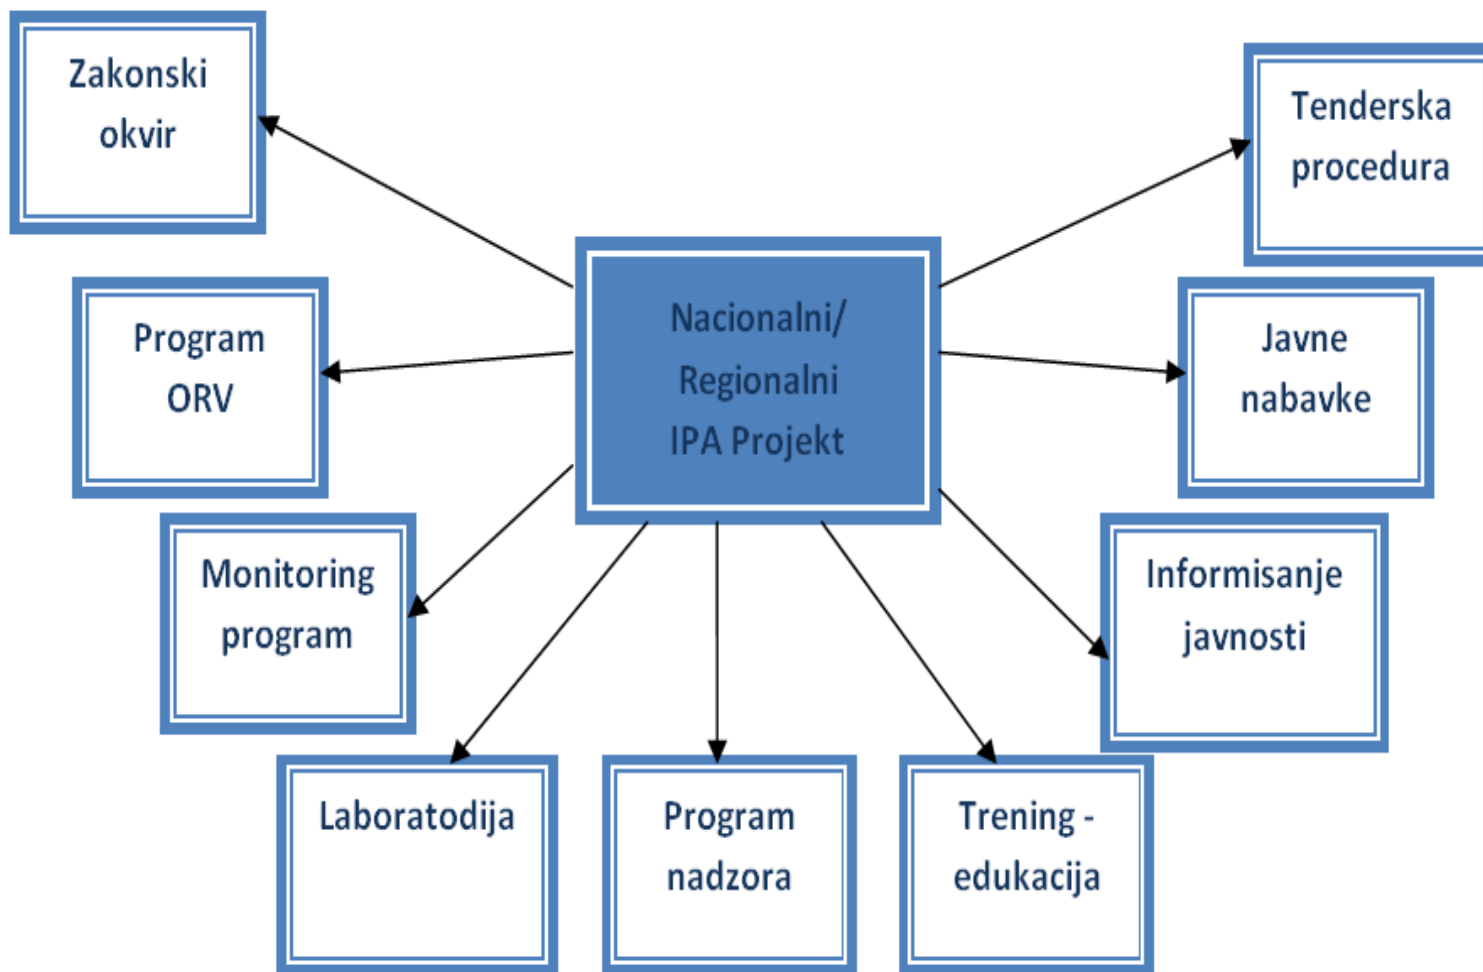 Zakonski
okvir
Tenderska
procedura
Nacionalni/
Regionalni
IPA Projekt
Program
ORV
Javne
nabavke
Monitoring
program
Informisanje
javnosti
Laboratodija
Program
nadzora
Trening -
edukacija